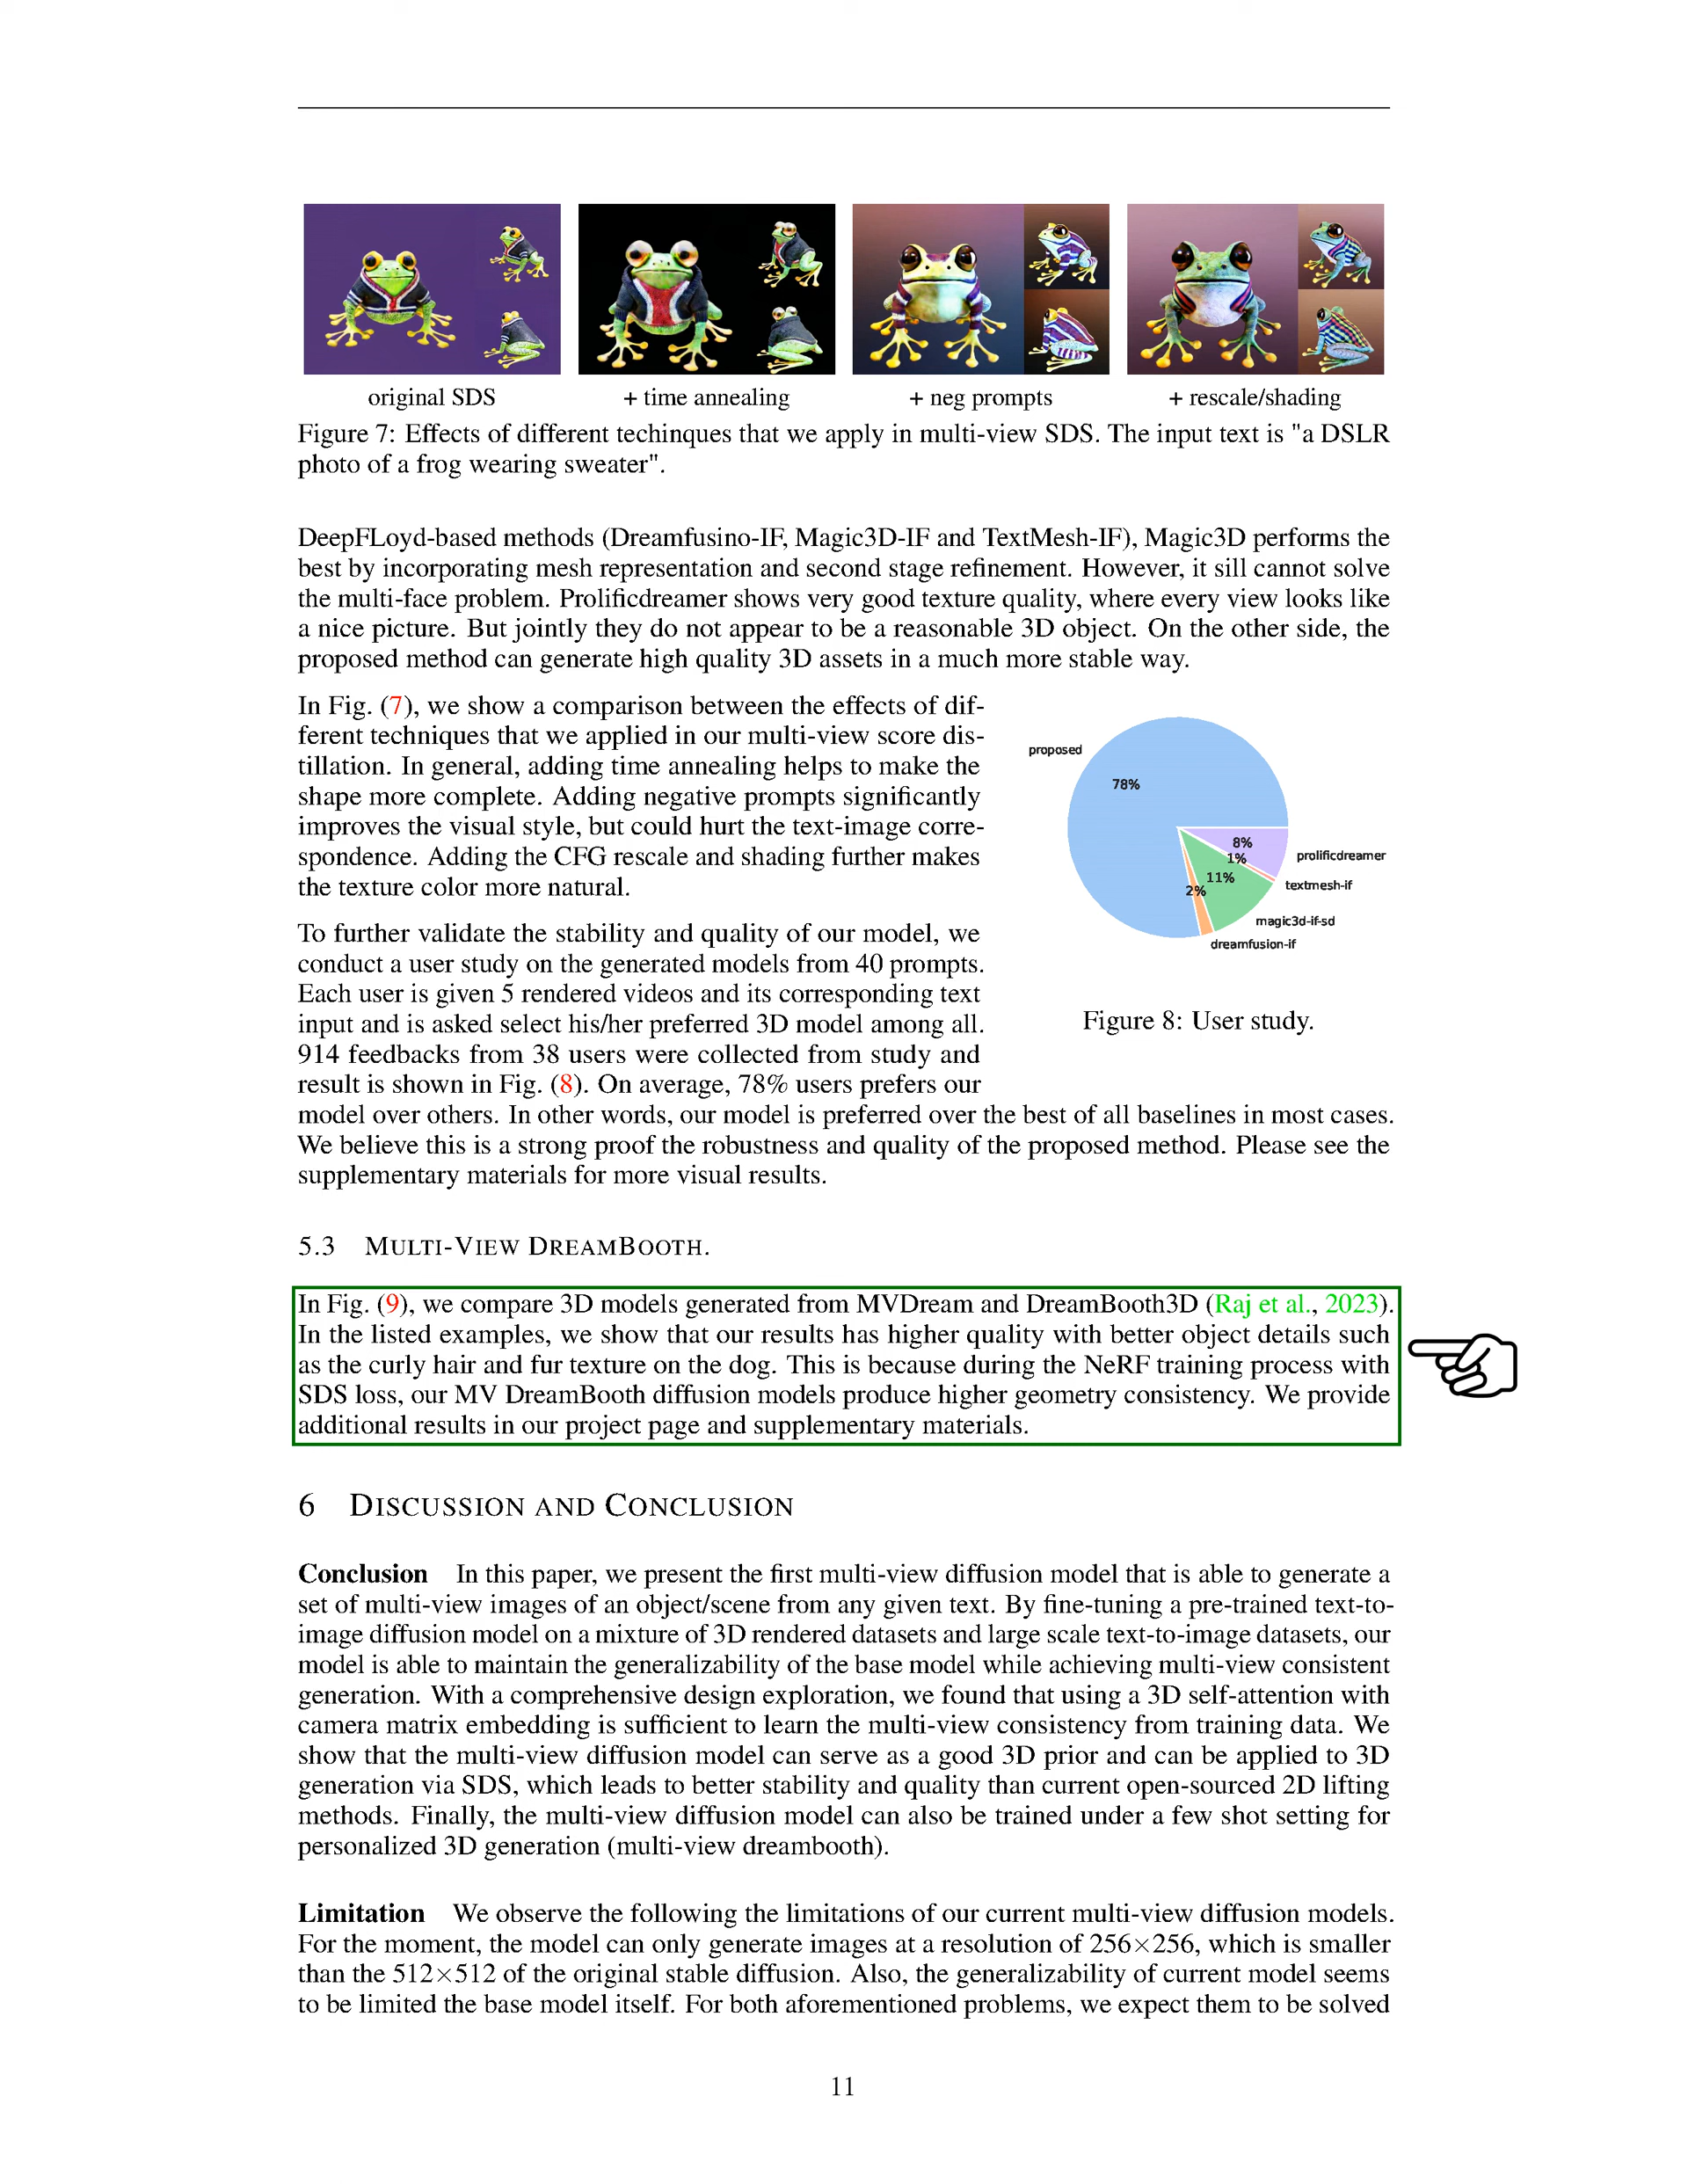 original SDS
+ time annealing
+ neg prompts
+ rescale/shading
Figure 7: Effects of different techinques that we apply in multi-view SDS. The input text is "a DSLR
photo of a frog wearing sweater".
DeepFLoyd-based methods (Dreamfusino-IF, Magic3D-IF and TextMesh-IF), Magic3D performs the
best by incorporating mesh representation and second stage refinement. However, it sill cannot solve
the multi-face problem. Prolificdreamer shows very good texture quality, where every view looks like
a nice picture. But jointly they do not appear to be a reasonable 3D object. On the other side, the
proposed method can generate high quality 3D assets in a much more stable way.
In Fig. (7), we show a comparison between the effects of dif-
ferent techniques that we applied in our multi-view score dis-
tillation. In general, adding time annealing helps to make the
shape more complete. Adding negative prompts significantly
improves the visual style, but could hurt the text-image corre-
spondence. Adding the CFG rescale and shading further makes
the texture color more natural.
To further validate the stability and quality of our model, we
conduct a user study on the generated models from 40 prompts.
Each user is given 5 rendered videos and its corresponding text
input and is asked select his/her preferred 3D model among all.
914 feedbacks from 38 users were collected from study and
result is shown in Fig. (8). On average, 78% users prefers our
model over others. In other words, our model is preferred over the best of all baselines in most cases.
We believe this is a strong proof the robustness and quality of the proposed method. Please see the
supplementary materials for more visual results.
proposed
78%
8%
prolificdreamer
1%
textmesh-if
11%
magic3d-if-sd
2%
dreamfusion-if
Figure 8: User study.
5.3 MULTI-VIEW DREAMBOOTH.
In Fig. (9), we compare 3D models generated from MVDream and DreamBooth3D (Raj et al., 2023).
In the listed examples, we show that our results has higher quality with better object details such
as the curly hair and fur texture on the dog. This is because during the NeRF training process with
SDS loss, our MV DreamBooth diffusion models produce higher geometry consistency. We provide
additional results in our project page and supplementary materials.
6 DISCUSSION AND CONCLUSION
Conclusion In this paper, we present the first multi-view diffusion model that is able to generate a
set of multi-view images of an object/scene from any given text. By fine-tuning a pre-trained text-to-
image diffusion model on a mixture of 3D rendered datasets and large scale text-to-image datasets, our
model is able to maintain the generalizability of the base model while achieving multi-view consistent
generation. With a comprehensive design exploration, we found that using a 3D self-attention with
camera matrix embedding is sufficient to learn the multi-view consistency from training data. We
show that the multi-view diffusion model can serve as a good 3D prior and can be applied to 3D
generation via SDS, which leads to better stability and quality than current open-sourced 2D lifting
methods. Finally, the multi-view diffusion model can also be trained under a few shot setting for
personalized 3D generation (multi-view dreambooth).
Limitation We observe the following the limitations of our current multi-view diffusion models.
For the moment, the model can only generate images at a resolution of 256×256, which is smaller
than the 512×512 of the original stable diffusion. Also, the generalizability of current model seems
to be limited the base model itself. For both aforementioned problems, we expect them to be solved
11